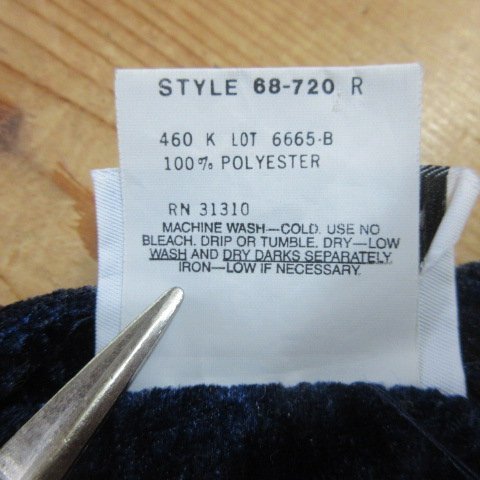 STYLE 68-720 R
460 K LOT 6665-B
100% POLYESTER
RN 31310
MACHINE WASH—COLD. USE NO
BLEACH. DRIP OR TUMBLE. DRY—LOW
WASH AND DRY DARKS SEPARATELY
IRON—LOW IF NECESSARY.